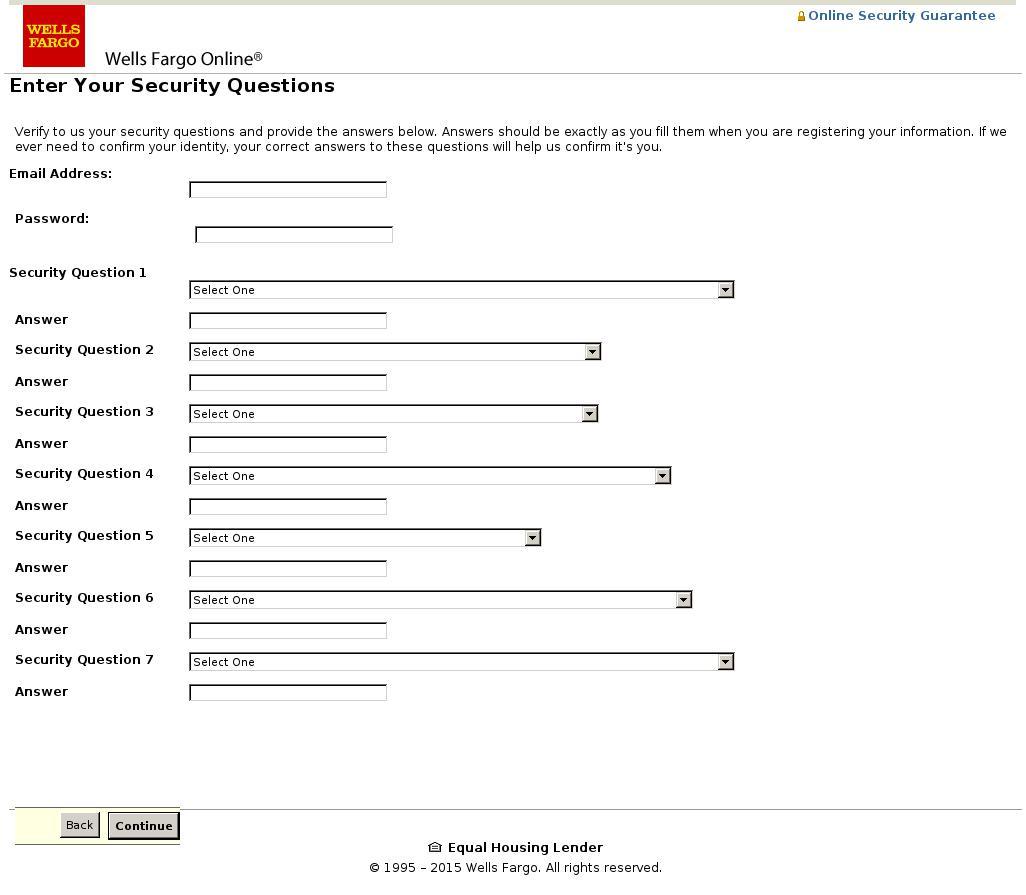 Online Security Guarantee
WELLS
FARGO
Wells Fargo Online®
Enter Your Security Questions
Verify to us your security questions and provide the answers below. Answers should be exactly as you fill them when you are registering your information. If we
ever need to confirm your identity, your correct answers to these questions will help us confirm it's you.
Email Address:
Password:
Security Question 1
Select One
Answer
Security Question 2
Select One
Answer
Security Question 3
Select One
Answer
Security Question 4
Select One
Answer
Security Question 5
Select One
Answer
Security Question 6
Select One
Answer
Security Question 7
Select One
Answer
Back
Continue
Equal Housing Lender
© 1995 – 2015 Wells Fargo. All rights reserved.